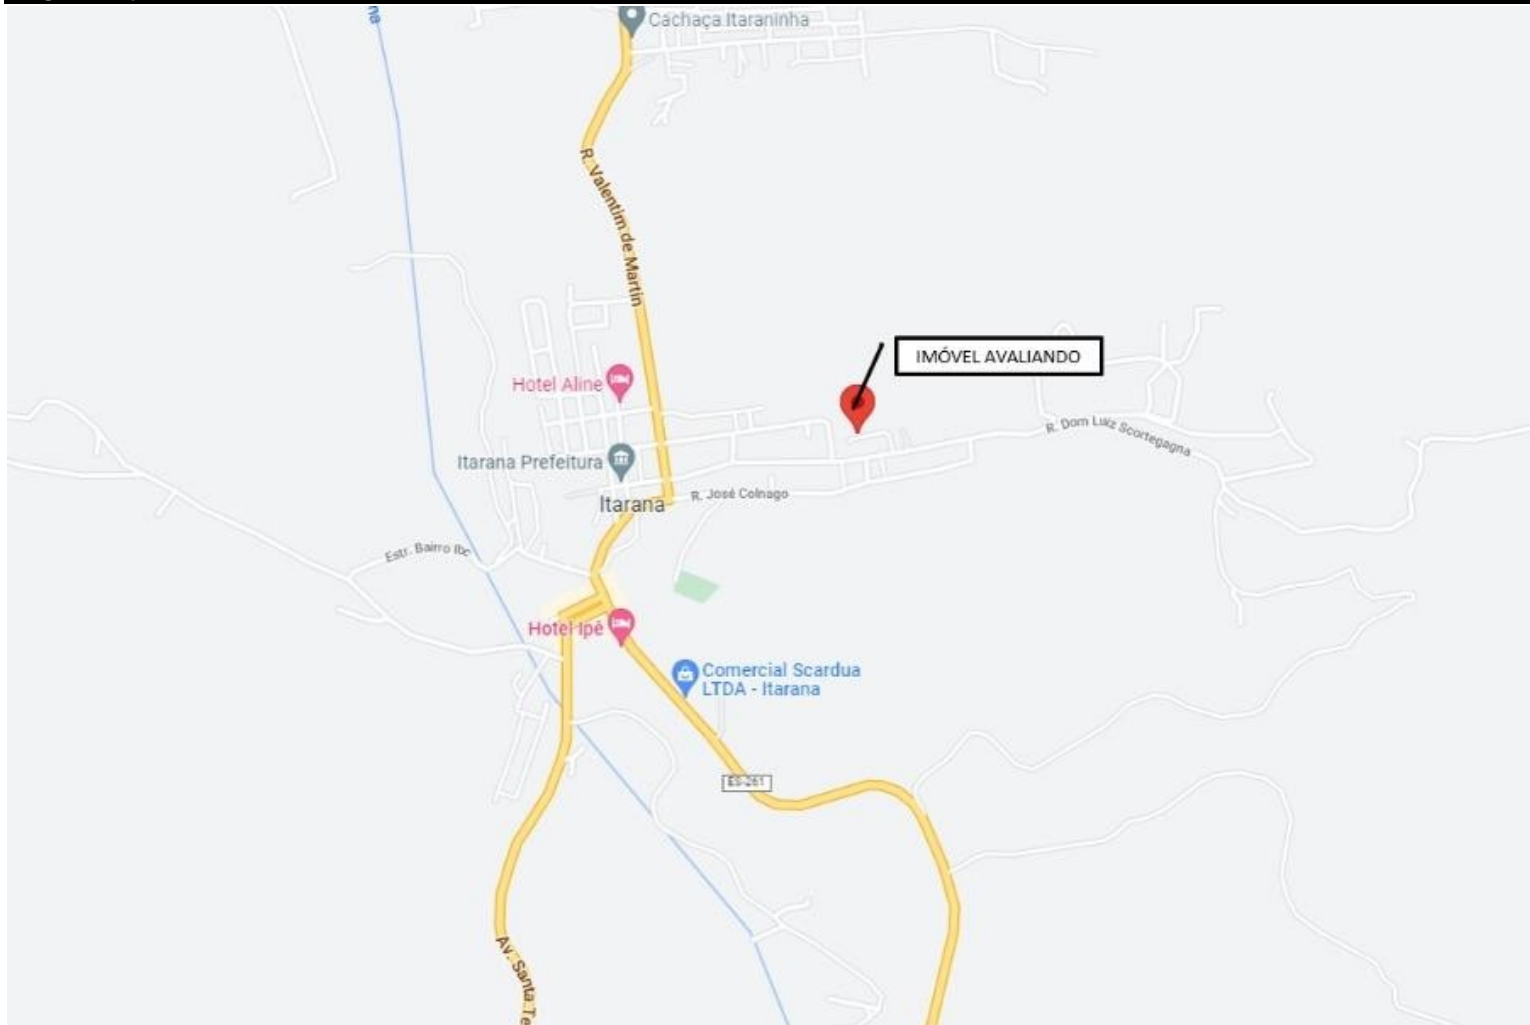 na
Cachaça Itaraninha
R. Valentim de Martin
IMÓVEL AVALIANDO
Hotel Aline
R. Dom Luiz Scortegagna
Itarana Prefeitura
R. José Colnago
Itarana
Estr. Bairro Ibc
Hotel Ipê
Comercial Scardua
LTDA - Itarana
ES-261
Av. Santa Te